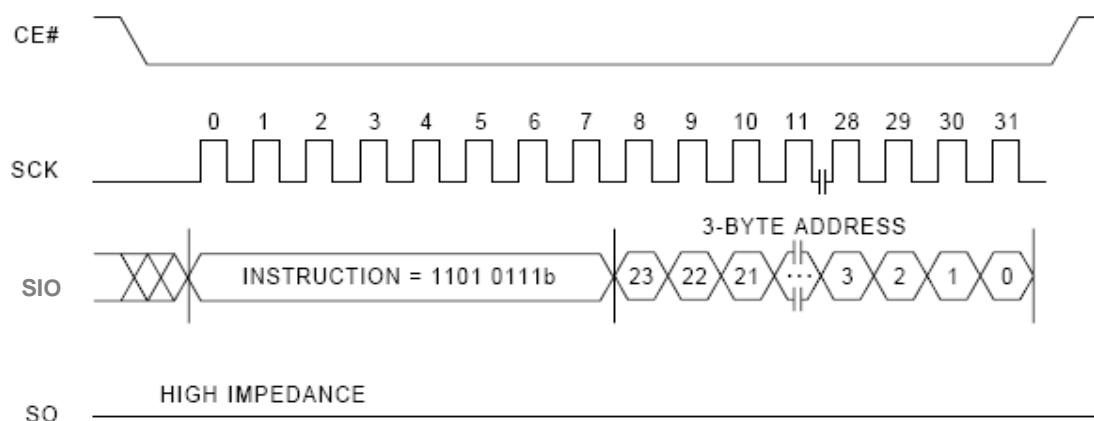 CE#
0 1 2 3 4 5 6 7 8 9 10 11 28 29 30 31
SCK
3-BYTE ADDRESS
SIO INSTRUCTION = 1101 0111b 23 22 21 ... 3 2 1 0
HIGH IMPEDANCE
SO